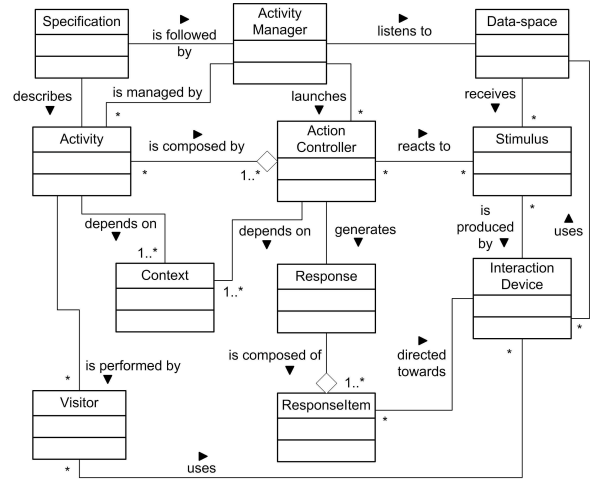 Specification
▶
is followed
by
Activity
Manager
▶
listens to
Data-space
describes
▼
is managed by
*
launches
▼
*
receives
▼
*
Activity
▶
is composed by
*
1..*
Action
Controller
▶
reacts to
*
*
Stimulus
depends on
▼
1..*
depends on
▼
1..*
generates
▼
*
is
produced
by
▼
▲
uses
Context
Response
Interaction
Device
*
is composed of
▼
1..*
▶
directed
towards
*
is performed by
▼
*
*
Visitor
ResponseItem
*
▶
uses